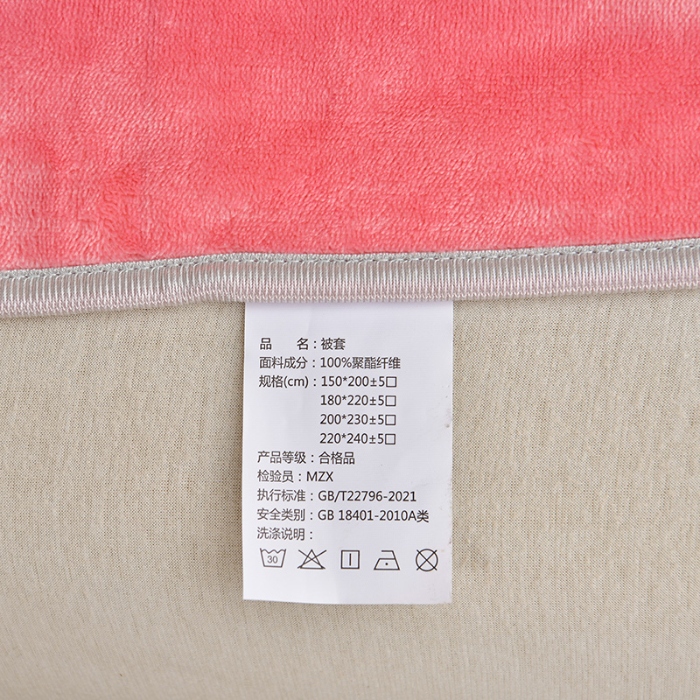 品　　名：被套
面料成分：100%聚酯纤维
规格(cm)：150*200±5□
180*220±5□
200*230±5□
220*240±5□
产品等级：合格品
检验员：MZX
执行标准：GB/T22796-2021
安全类别：GB 18401-2010A类
洗涤说明：
30